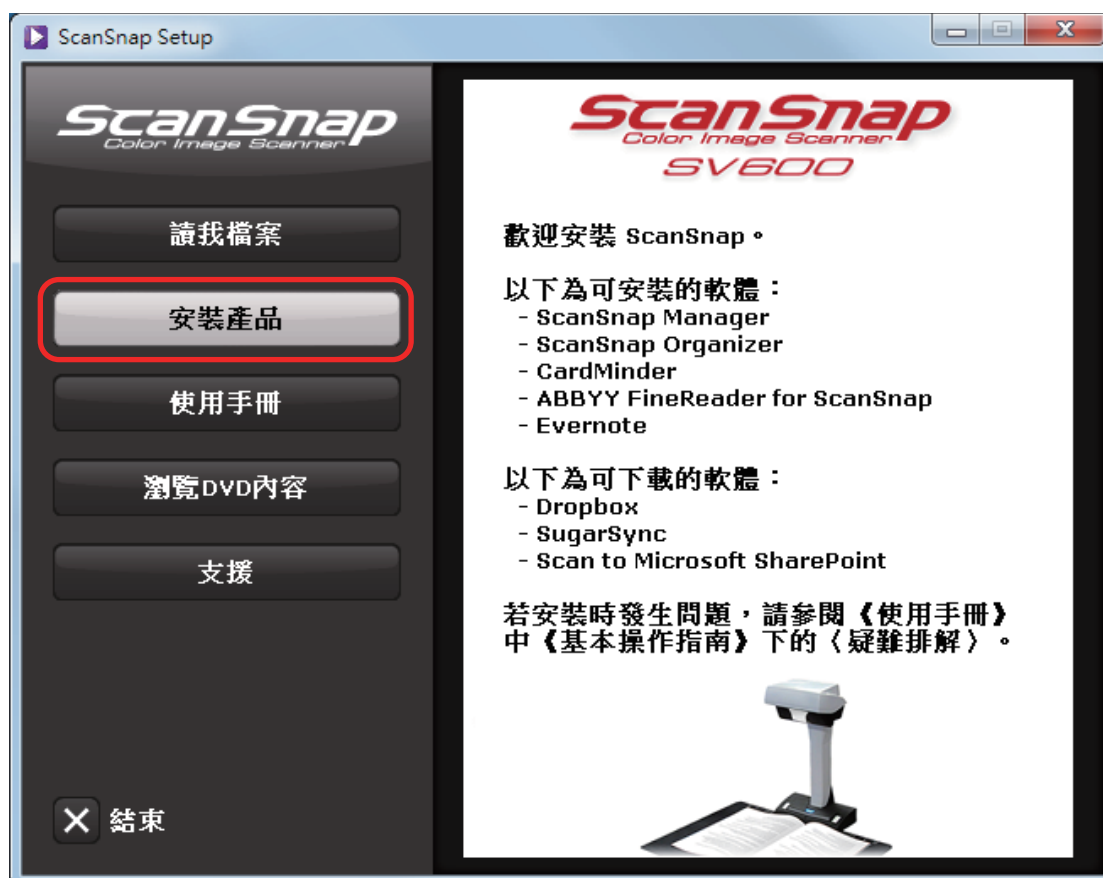 ScanSnap Setup
ScanSnap
Color Image Scanner
讀我檔案
安裝產品
使用手冊
瀏覽DVD內容
支援
結束
ScanSnap
Color Image Scanner
SV600
歡迎安裝 ScanSnap。
以下為可安裝的軟體：
- ScanSnap Manager
- ScanSnap Organizer
- CardMinder
- ABBYY FineReader for ScanSnap
- Evernote
以下為可下載的軟體：
- Dropbox
- SugarSync
- Scan to Microsoft SharePoint
若安裝時發生問題，請參閱《使用手冊》
中《基本操作指南》下的〈疑難排解〉。